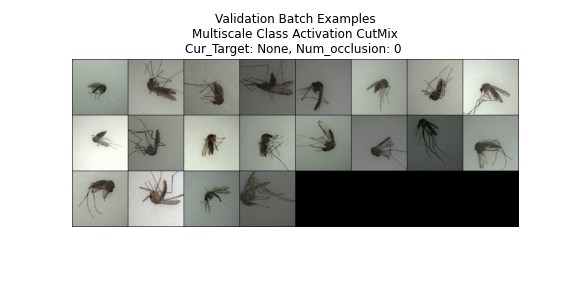 Validation Batch Examples
Multiscale Class Activation CutMix
Cur_Target: None, Num_occlusion: 0